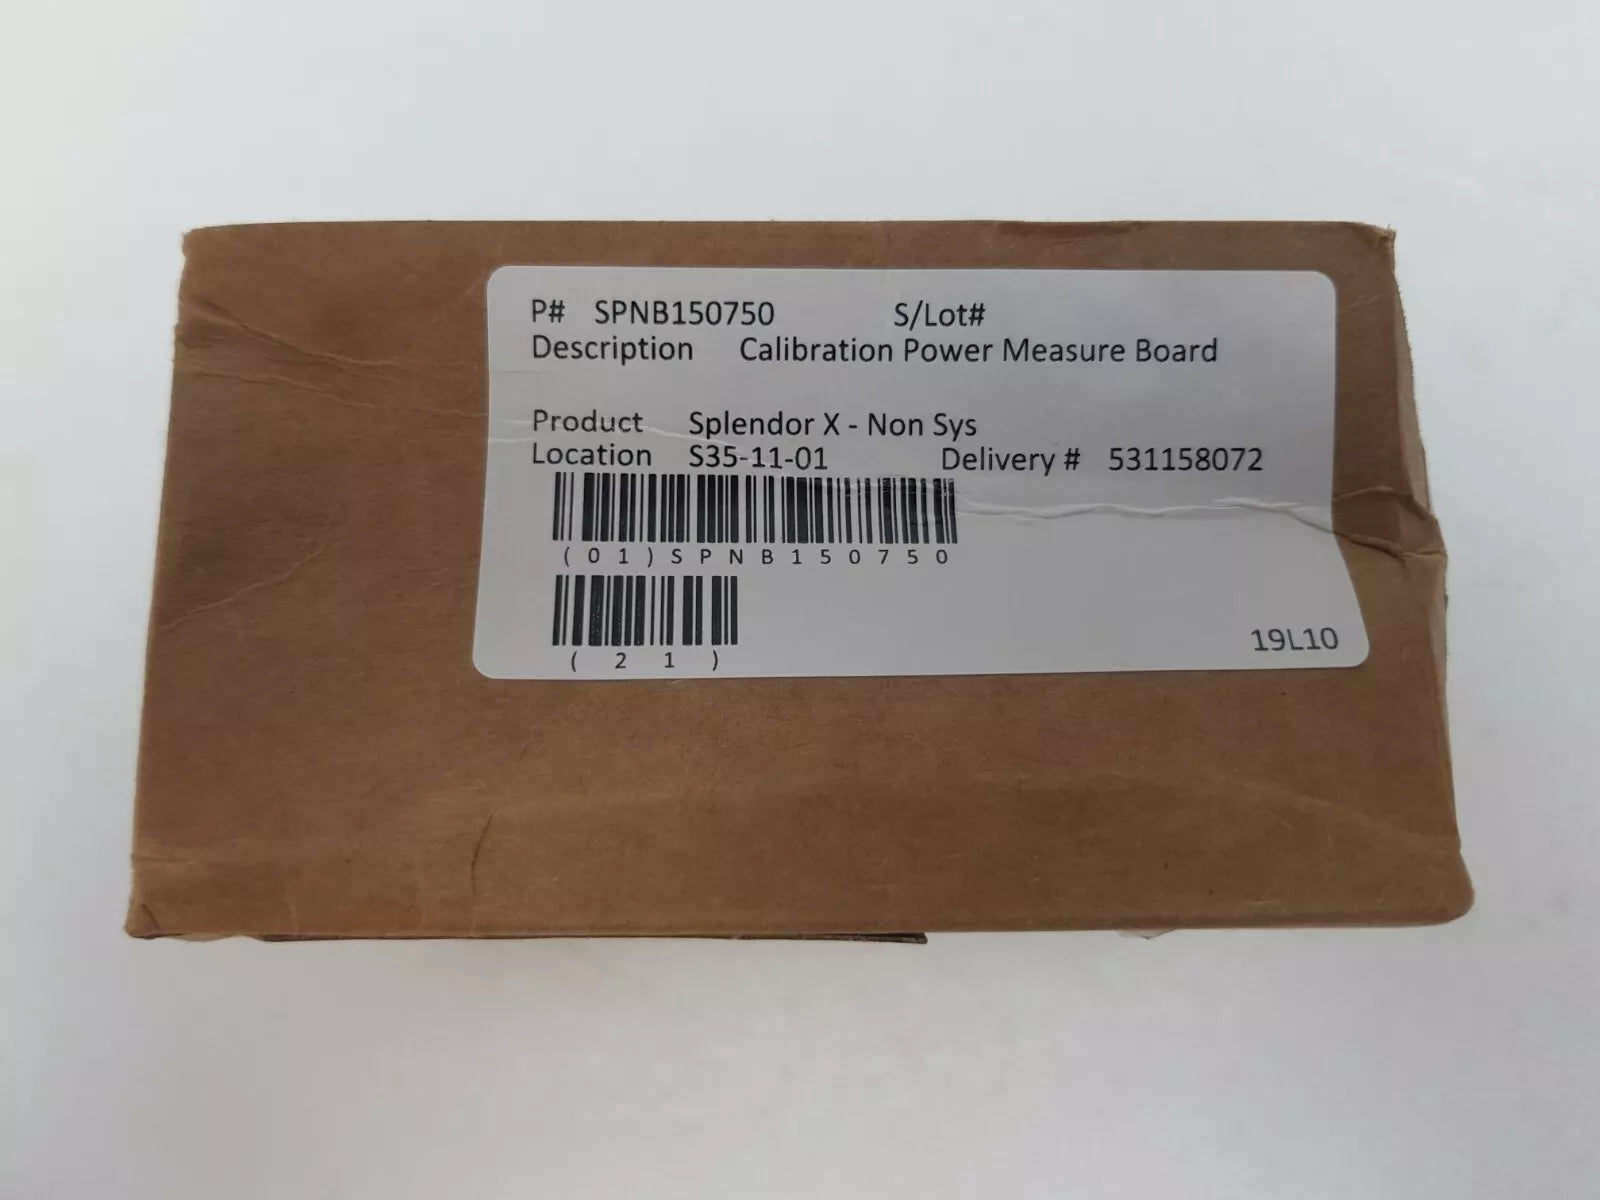 P# SPNB150750 S/Lot#
Description Calibration Power Measure Board
Product Splendor X - Non Sys
Location S35-11-01 Delivery # 531158072
(01)SPNB150750
(21)
19L10